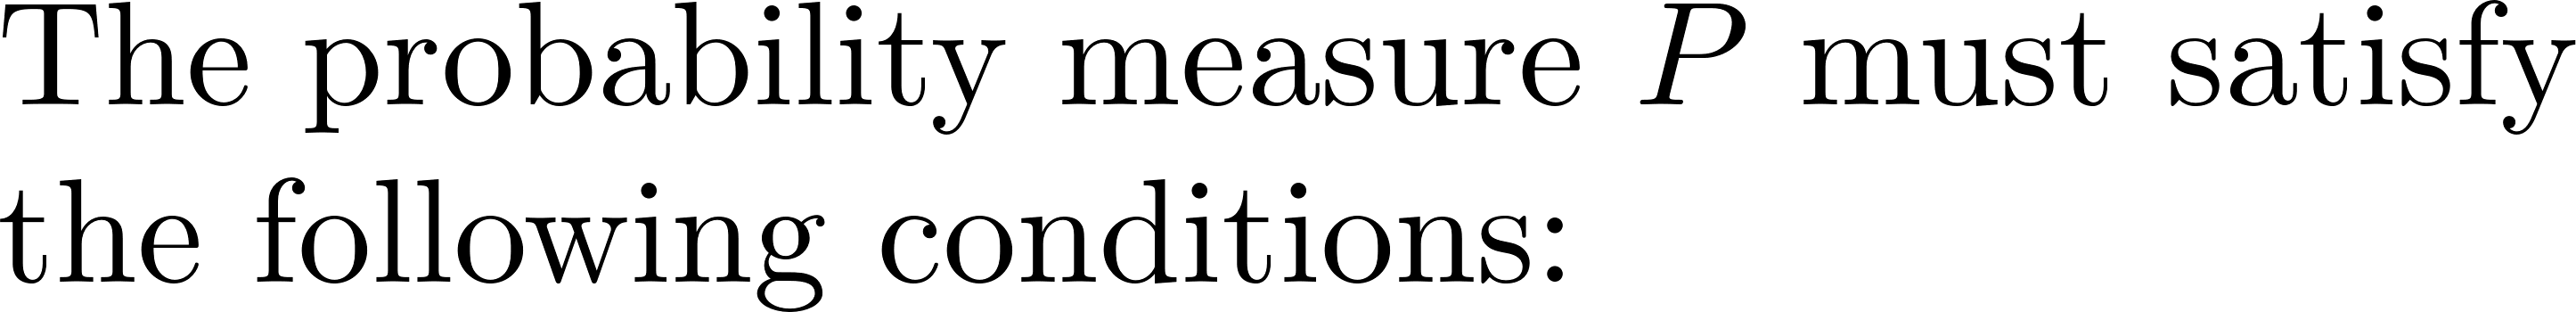 The probability measure P must satisfy
the following conditions: